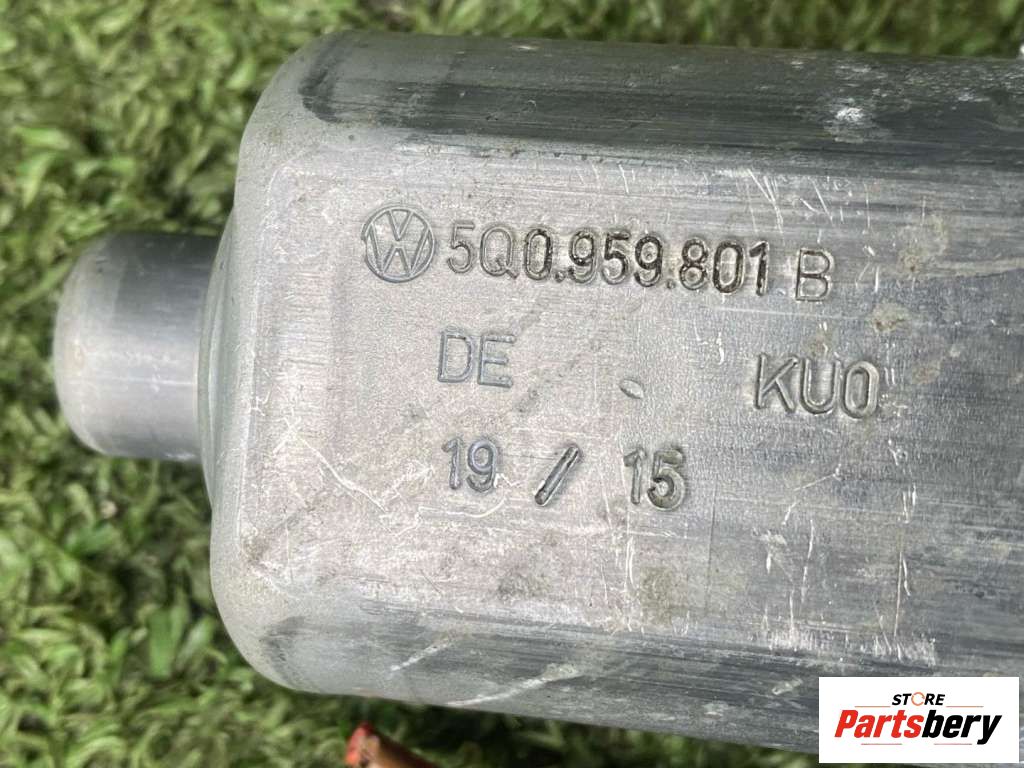 5Q0.959.801 B
DE KU0
19 / 15
STORE
Partsbery